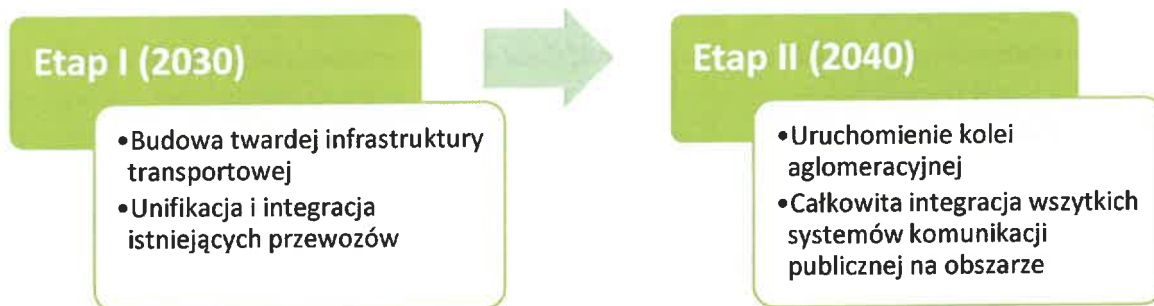 Etap I (2030)
•Budowa twardej infrastruktury
transportowej
•Unifikacja i integracja
istniejących przewozów
Etap II (2040)
•Uruchomienie kolei
aglomeracyjnej
•Całkowita integracja wszytkich
systemów komunikacji
publicznej na obszarze